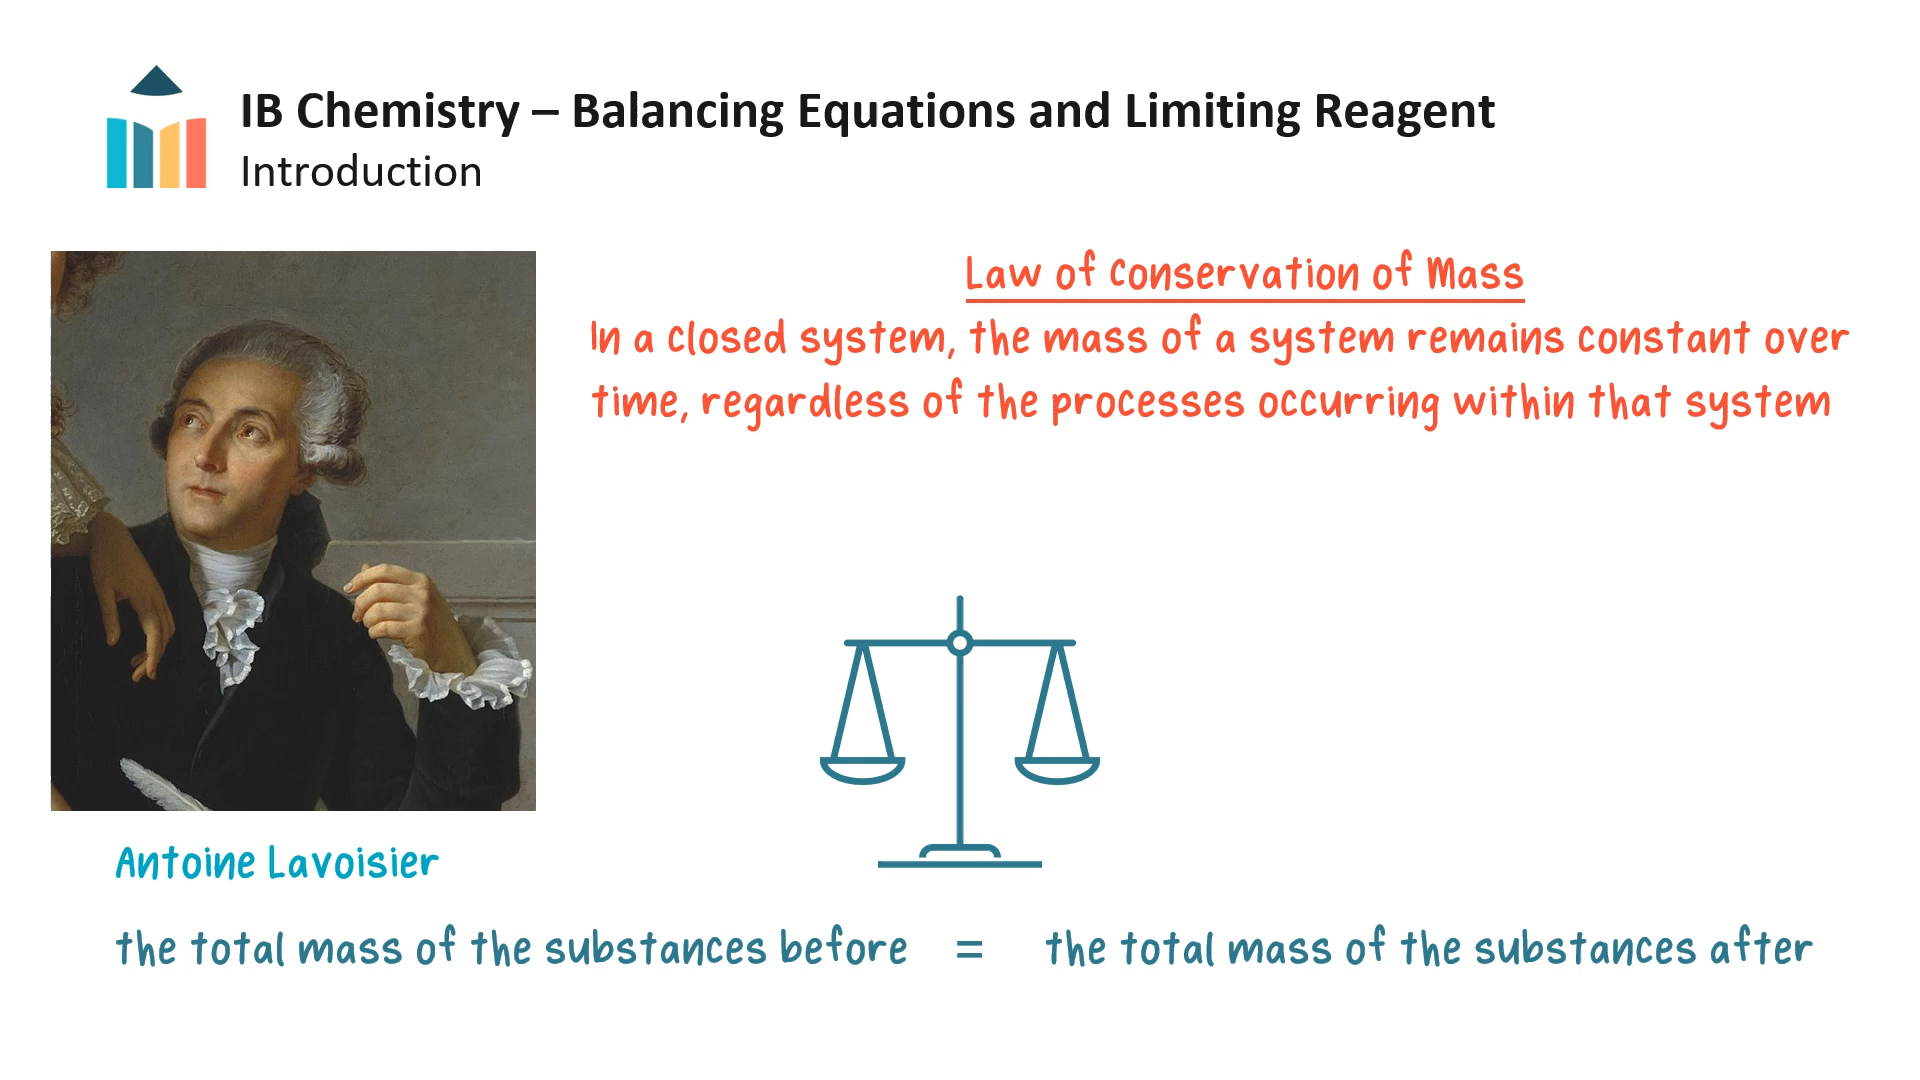 IB Chemistry – Balancing Equations and Limiting Reagent
Introduction
Law of Conservation of Mass
In a closed system, the mass of a system remains constant over
time, regardless of the processes occurring within that system
Antoine Lavoisier
the total mass of the substances before = the total mass of the substances after